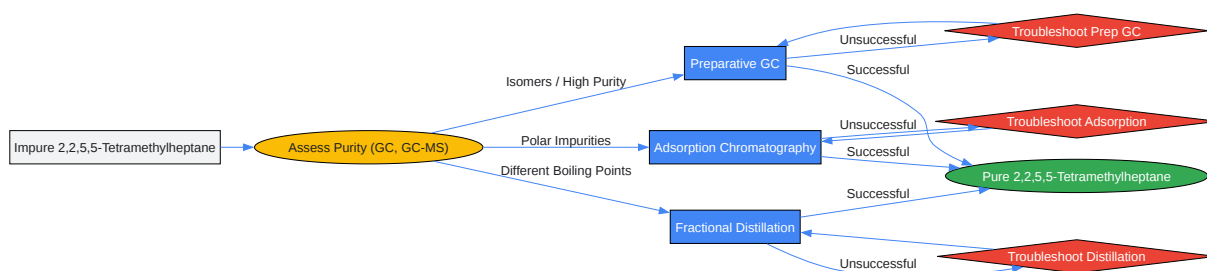 Troubleshoot Prep GC
Unsuccessful
Preparative GC
Successful
Isomers / High Purity
Troubleshoot Adsorption
Unsuccessful
Impure 2,2,5,5-Tetramethylheptane
Assess Purity (GC, GC-MS)
Polar Impurities
Adsorption Chromatography
Successful
Different Boiling Points
Pure 2,2,5,5-Tetramethylheptane
Successful
Fractional Distillation
Troubleshoot Distillation
Unsuccessful